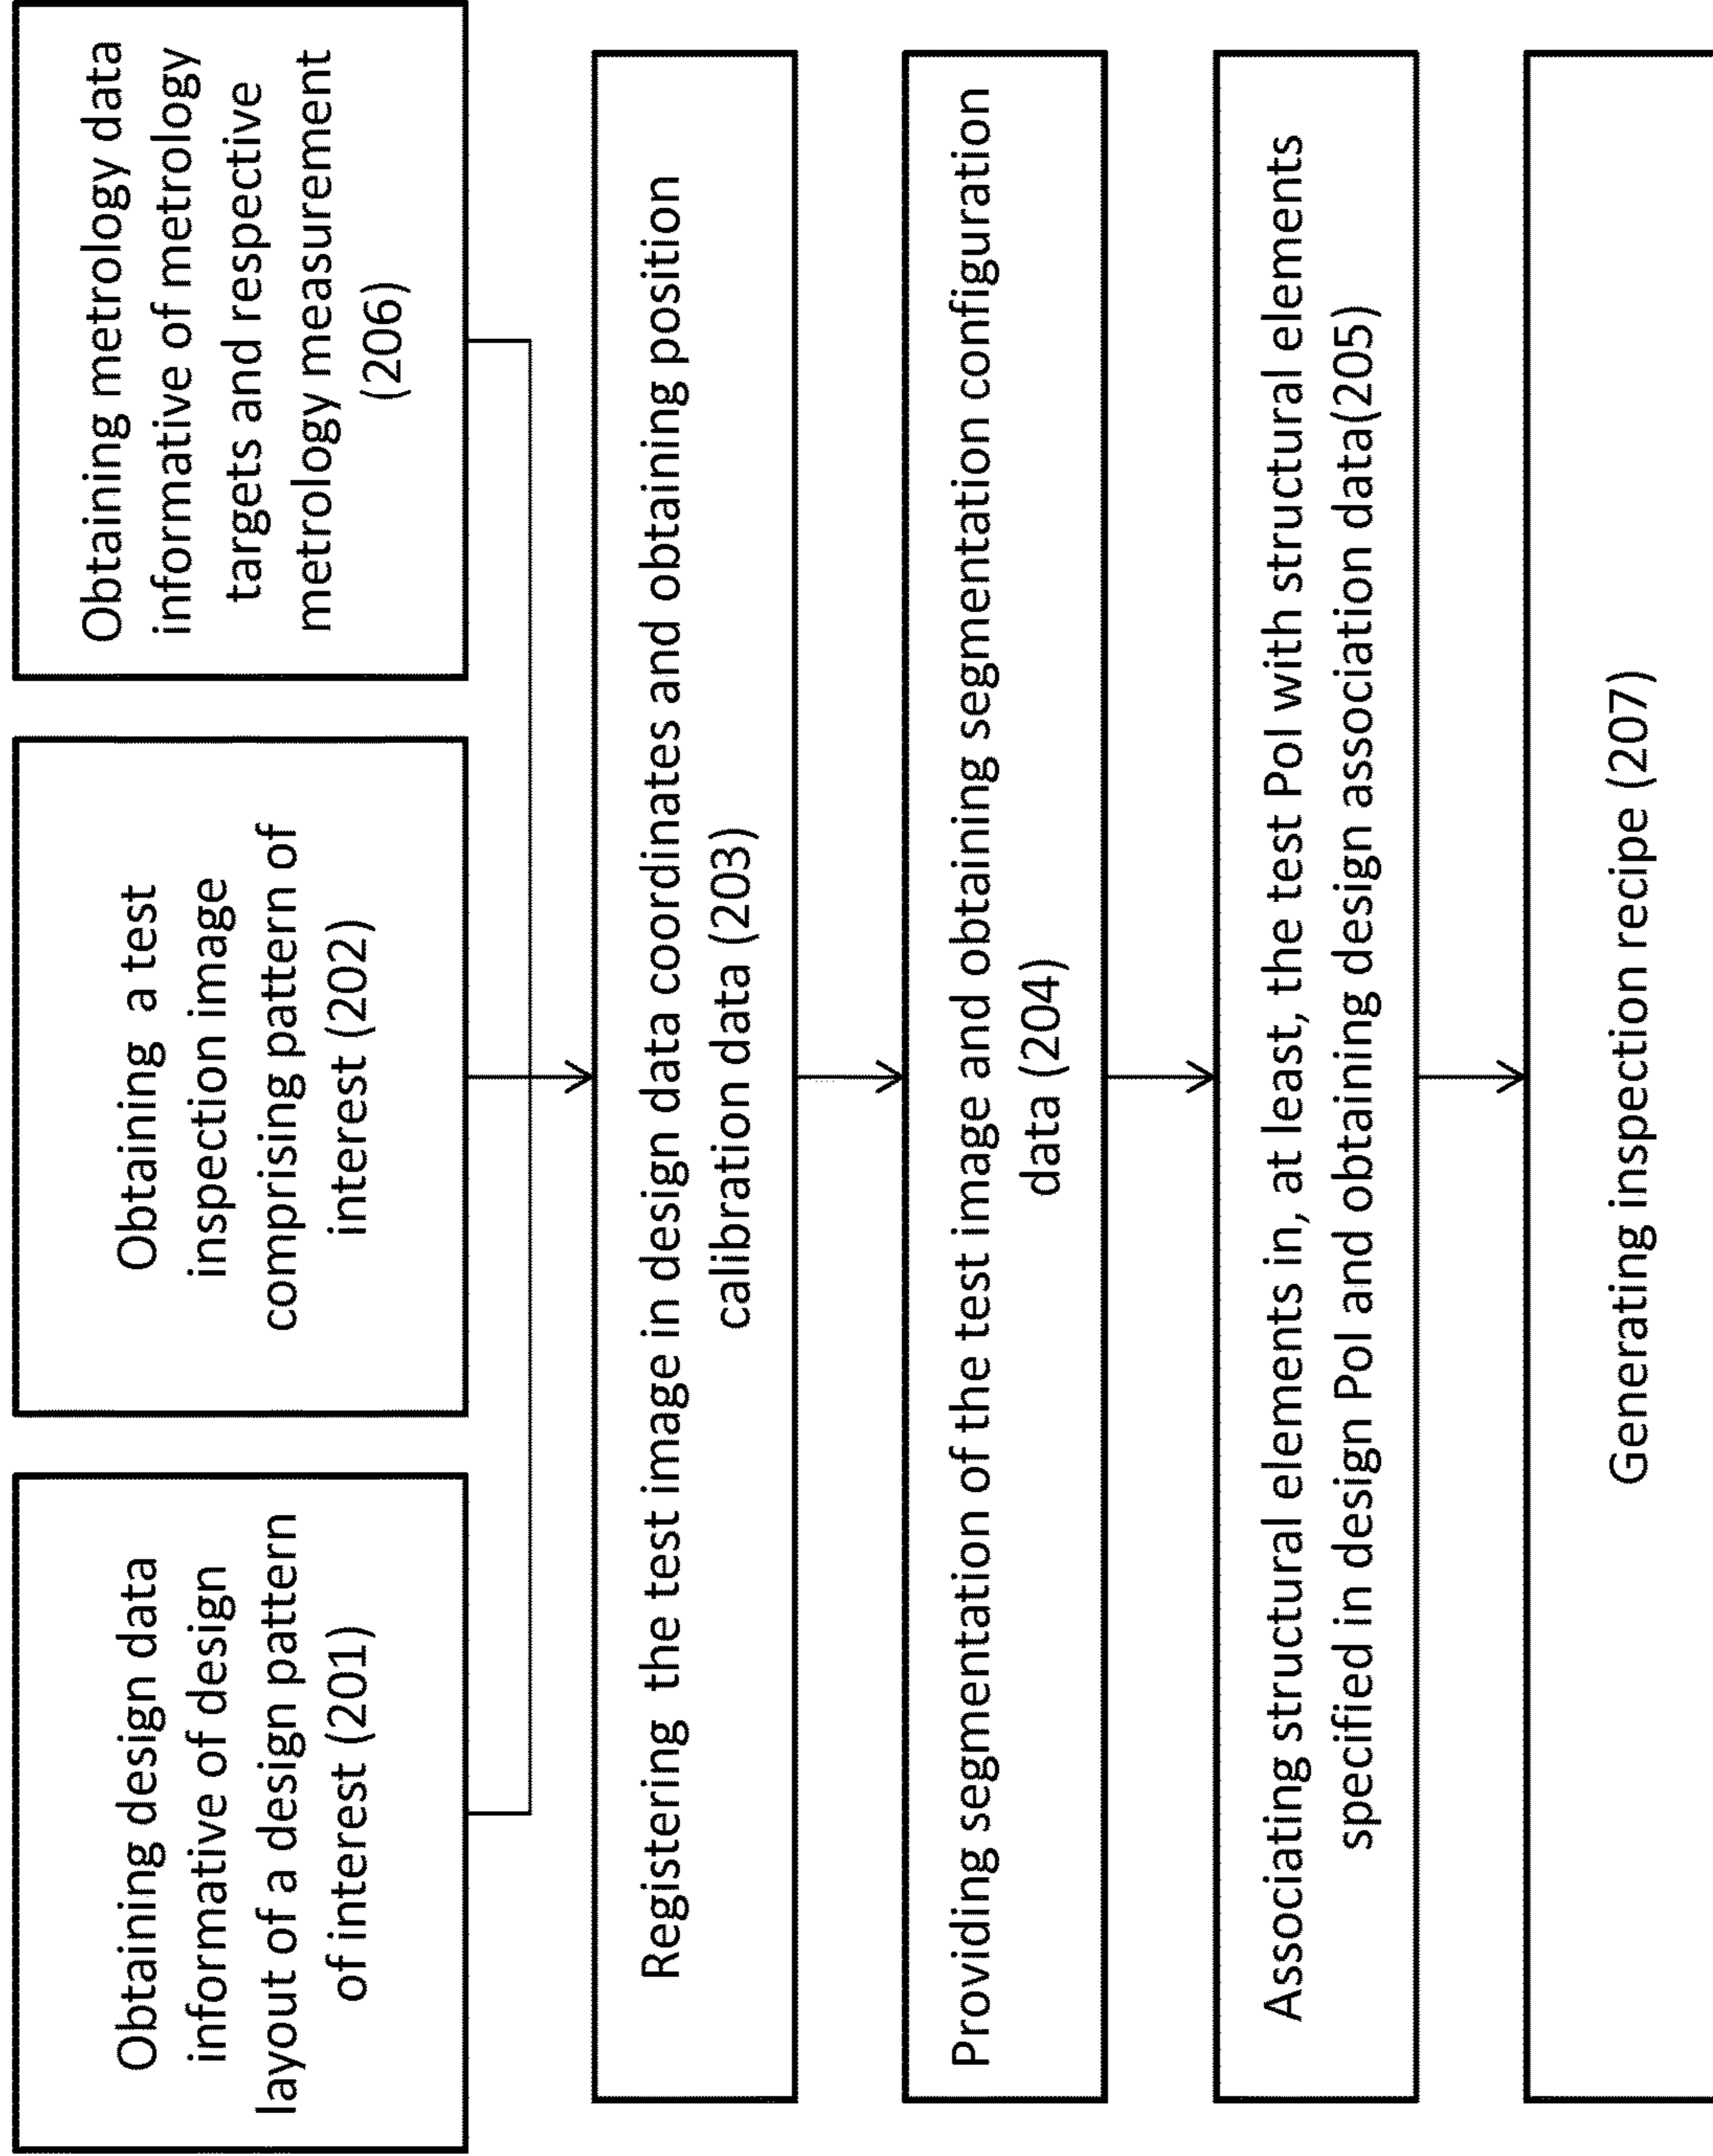 Obtaining design data
informative of design
layout of a design pattern
of interest (201)
Obtaining a test
inspection image
comprising pattern of
interest (202)
Obtaining metrology data
informative of metrology
targets and respective
metrology measurement
(206)
Registering the test image in design data coordinates and obtaining position
calibration data (203)
Providing segmentation of the test image and obtaining segmentation configuration
data (204)
Associating structural elements in, at least, the test PoI with structural elements
specified in design PoI and obtaining design association data(205)
Generating inspection recipe (207)